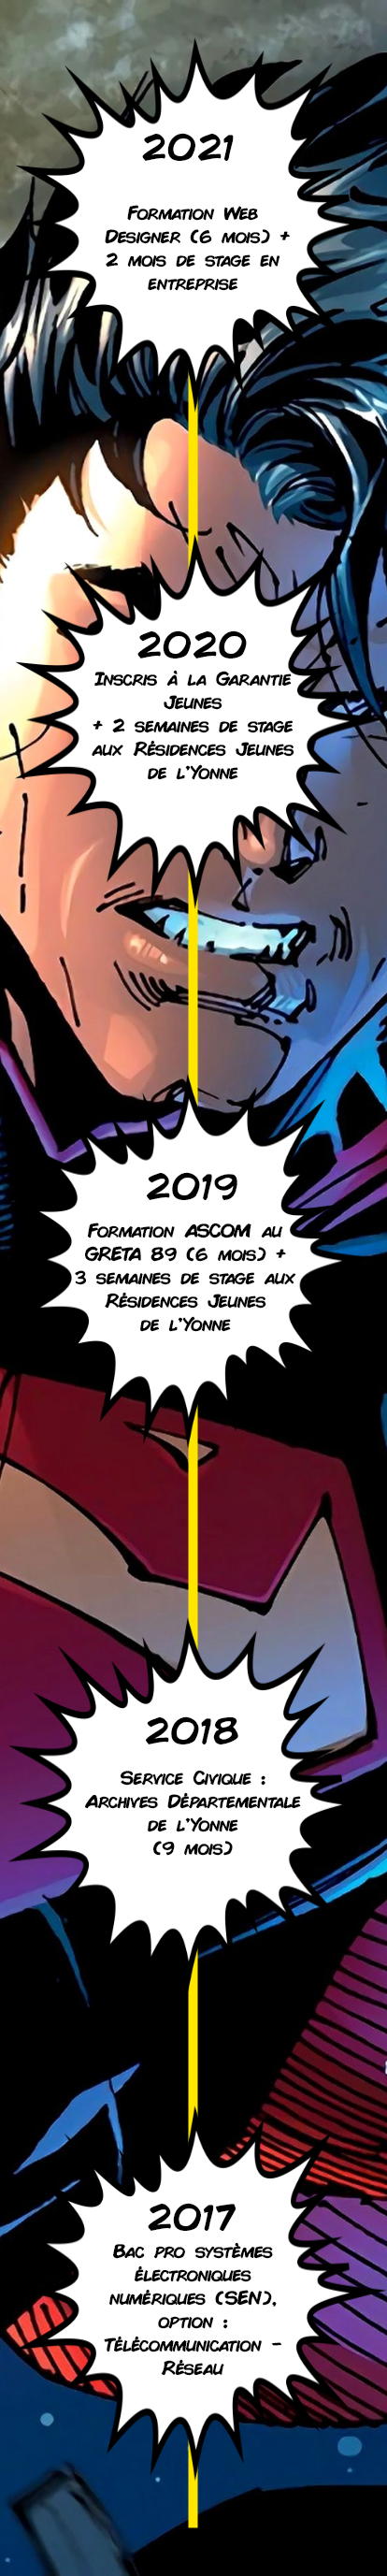 2021
Formation Web
Designer (6 mois) +
2 mois de stage en
entreprise
2020
Inscris à la Garantie
Jeunes
+ 2 semaines de stage
aux Résidences Jeunes
de l'Yonne
2019
Formation ASCOM au
GRETA 89 (6 mois) +
3 semaines de stage aux
Résidences Jeunes
de l'Yonne
2018
Service Civique :
Archives Départementale
de l'Yonne
(9 mois)
2017
Bac pro systèmes
électroniques
numériques (SEN),
option :
Télécommunication -
Réseau